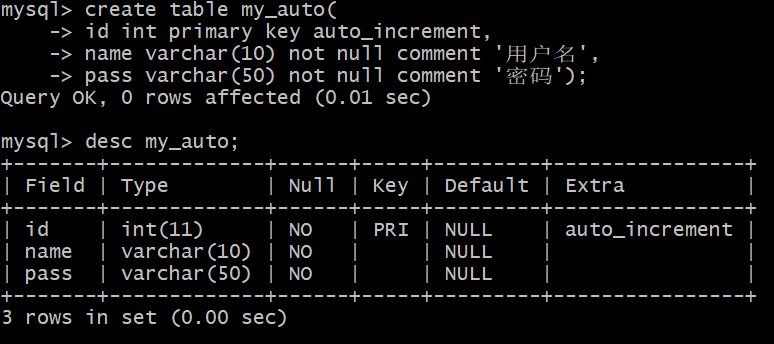 mysql> create table my_auto(
    -> id int primary key auto_increment,
    -> name varchar(10) not null comment '用户名',
    -> pass varchar(50) not null comment '密码');
Query OK, 0 rows affected (0.01 sec)
mysql> desc my_auto;
+-------+-------------+------+-----+---------+----------------+
| Field | Type        | Null | Key | Default | Extra          |
+-------+-------------+------+-----+---------+----------------+
| id    | int(11)     | NO   | PRI | NULL    | auto_increment |
| name  | varchar(10) | NO   |     | NULL    |                |
| pass  | varchar(50) | NO   |     | NULL    |                |
+-------+-------------+------+-----+---------+----------------+
3 rows in set (0.00 sec)